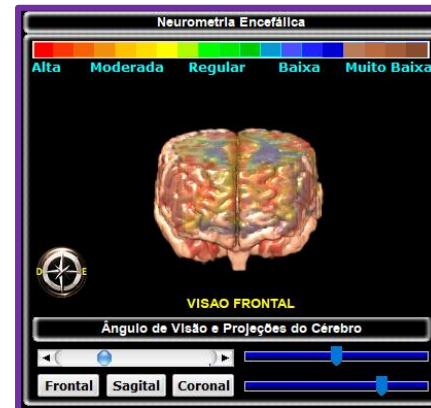 Neurometria Encefálica
Alta Moderada Regular Baixa Muito Baixa
D E
VISAO FRONTAL
Ângulo de Visão e Projeções do Cérebro
Frontal Sagital Coronal